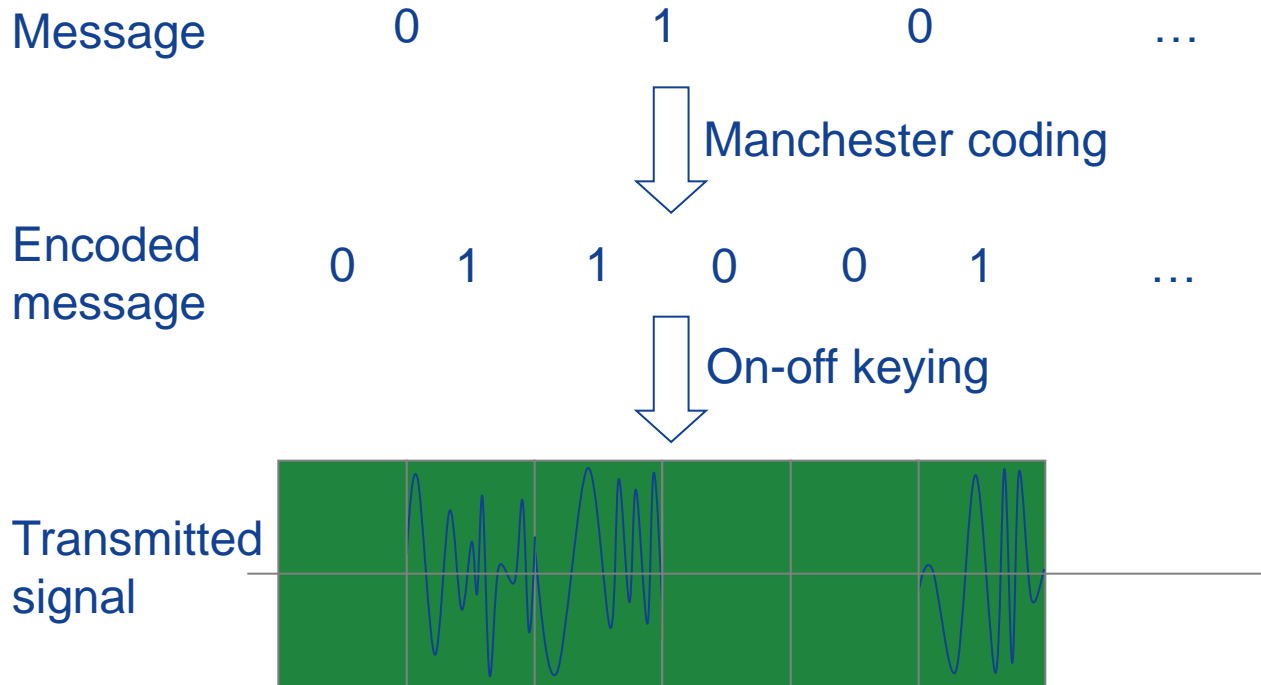 Message 0 1 0 …
Manchester coding
Encoded
message
0 1 1 0 0 1 …
On-off keying
Transmitted
signal